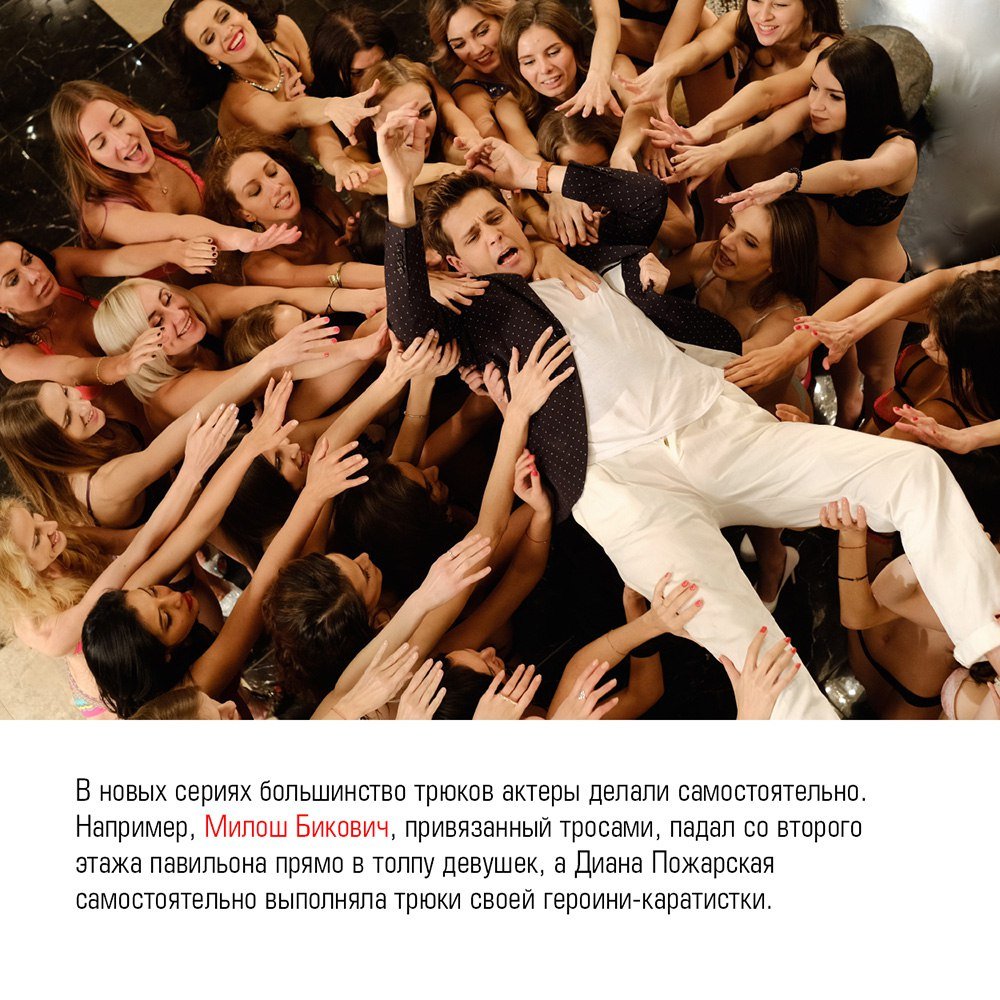 В новых сериях большинство трюков актеры делали самостоятельно.
Например, Милош Бикович, привязанный тросами, падал со второго
этажа павильона прямо в толпу девушек, а Диана Пожарская
самостоятельно выполняла трюки своей героини-каратистки.